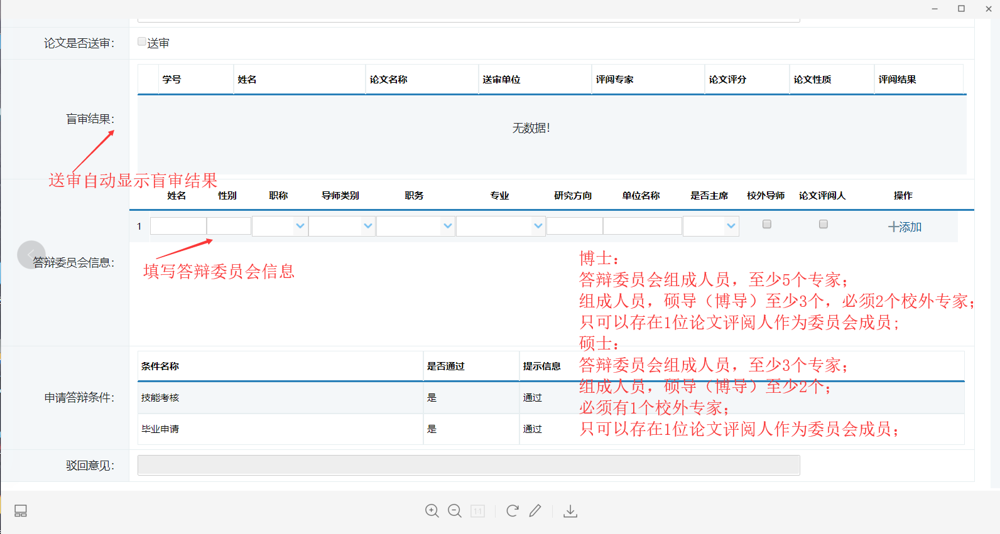 论文是否送审：
送审
学号 姓名 论文名称 送审单位 评阅专家 论文评分 论文性质 评阅结果
盲审结果：
无数据！
送审自动显示盲审结果
姓名 性别 职称 导师类别 职务 专业 研究方向 单位名称 是否主席 校外导师 论文评阅人 操作
1 添加
答辩委员会信息：
填写答辩委员会信息
博士：
答辩委员会组成人员，至少5个专家；
组成人员，硕导（博导）至少3个，必须2个校外专家；
只可以存在1位论文评阅人作为委员会成员；
硕士：
答辩委员会组成人员，至少3个专家；
组成人员，硕导（博导）至少2个；
必须有1个校外专家；
只可以存在1位论文评阅人作为委员会成员；
申请答辩条件：
条件名称 是否通过 提示信息
技能考核 是 通过
毕业申请 是 通过
驳回意见：
1:1